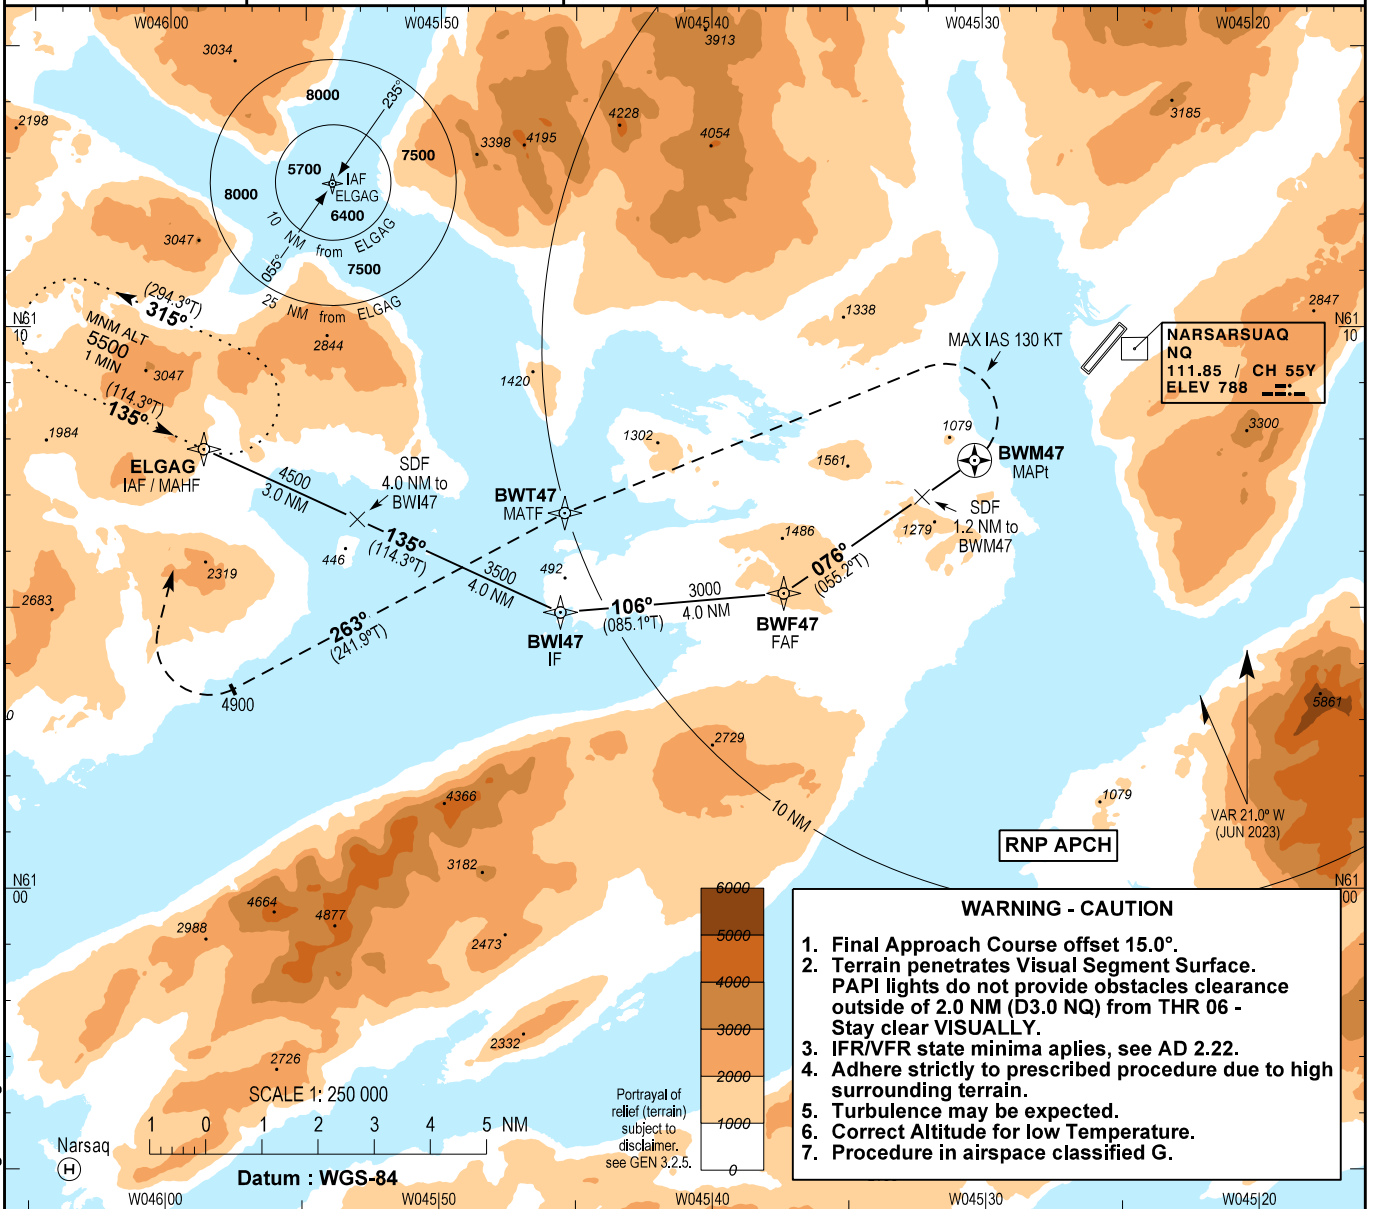 W046|00
W045|50
W045|40
W045|30
W045|20
3034
3913
8000
235°
2198
4228
3185
3398
4195
4054
7500
5700
IAF
ELGAG
8000
6400
10 NM from ELGAG
3047
7500
055°
25 NM from ELGAG
(294.3°T)
315°
2847
N61
10
MNM ALT
5500
1 MIN
1338
N61
10
NARSARSUAQ
NQ
111.85 / CH 55Y
ELEV 788
MAX IAS 130 KT
2844
3047
1420
(114.3°T)
135°
1984
1302
1079
3300
ELGAG
IAF / MAHF
4500
3.0 NM
SDF
4.0 NM to
BWI47
1561
BWM47
MAPt
BWT47
MATF
SDF
1.2 NM to
BWM47
135°
(114.3°T)
446
1486
1279
2319
3500
4.0 NM
492
076°
(055.2°T)
2683
3000
4.0 NM
106°
(085.1°T)
263°
(241.9°T)
BWI47
IF
BWF47
FAF
4900
0
5861
2729
4366
1079
10 NM
VAR 21.0° W
(JUN 2023)
RNP APCH
3182
N61
00
N61
00
4664
4877
2988
2473
2332
2726
6000
5000
4000
3000
2000
1000
0
WARNING - CAUTION
1. Final Approach Course offset 15.0°.
2. Terrain penetrates Visual Segment Surface.
PAPI lights do not provide obstacles clearance
outside of 2.0 NM (D3.0 NQ) from THR 06 -
Stay clear VISUALLY.
3. IFR/VFR state minima aplies, see AD 2.22.
4. Adhere strictly to prescribed procedure due to high
surrounding terrain.
5. Turbulence may be expected.
6. Correct Altitude for low Temperature.
7. Procedure in airspace classified G.
Portrayal of
relief (terrain)
subject to
disclaimer.
see GEN 3.2.5.
SCALE 1: 250 000
1 0 1 2 3 4 5 NM
Narsaq
H
Datum : WGS-84
W046|00
W045|50
W045|40
W045|30
W045|20